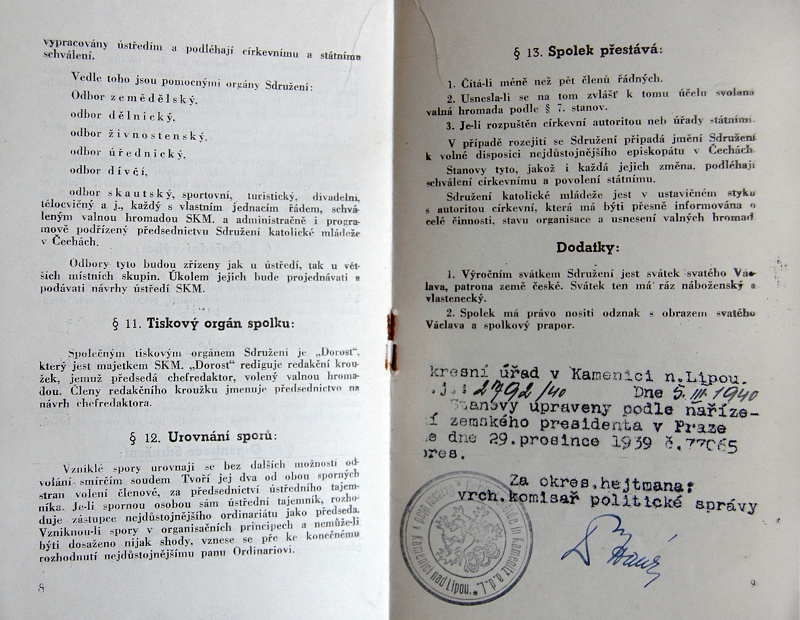 vypracovány ústředím a podléhají církevnímu a státnímu
schválení.
Vedle toho jsou pomocnými orgány Sdružení:
Odbor zemědělský,
odbor dělnický,
odbor živnostenský,
odbor úřednický,
odbor dívčí,
odbor skautský, sportovní, turistický, divadelní,
tělocvičný a j., každý s vlastním jednacím řádem, schvá-
leným valnou hromadou SKM. a administračně i progra-
mově podřízený předsednictvu Sdružení katolické mládeže
v Čechách.
Odbory tyto budou zřízeny jak u ústředí, tak u vět-
ších místních skupin. Úkolem jejich bude projednávati a
podávati návrhy ústředí SKM.
§ 11. Tiskový orgán spolku:
Společným tiskovým orgánem Sdružení je „Dorost“,
který jest majetkem SKM. „Dorost“ rediguje redakční krou-
žek, jemuž předsedá chefredaktor, volený valnou hroma-
dou. Členy redakčního kroužku jmenuje předsednictvo na
návrh chefredaktora.
§ 12. Urovnání sporů:
Vzniklé spory urovnají se bez dalších možností od-
volání smírčím soudem Tvoří jej dva od obou sporných
stran volení členové, za předsednictví ústředního tajem-
níka. Je-li spornou osobou sám ústřední tajemník, rozho-
duje zástupce nejdůstojnějšího ordinariátu jako předseda.
Vzniknou-li spory v organisačních principech a nemůže-li
býti dosaženo nijak shody, vznese se pře ke konečnému
rozhodnutí nejdůstojnějšímu panu Ordinariovi.
8
§ 13. Spolek přestává:
1. Čítá-li méně než pět členů řádných.
2. Usnesla-li se na tom zvlášť k tomu účelu svolaná
valná hromada podle § 7. stanov.
3. Je-li rozpuštěn církevní autoritou neb úřady státními.
V případě rozejití se Sdružení připadá jmění Sdružení
k volné disposici nejdůstojnějšího episkopátu v Čechách.
Stanovy tyto, jakož i každá jejich změna, podléhají
schválení církevnímu a povolení státnímu.
Sdružení katolické mládeže jest v ustavičném styku
s autoritou církevní, která má býti přesně informována o
celé činnosti, stavu organisace a usnesení valných hromad.
Dodatky:
1. Výročním svátkem Sdružení jest svátek svatého Vác-
lava, patrona země české. Svátek ten má ráz náboženský a
vlastenecký.
2. Spolek má právo nositi odznak s obrazem svatého
Václava a spolkový prapor.
kresní úřad v Kamenici n.Lipou.
.j.: 2792/40 Dne 5. III. 1940
Stanovy upraveny podle naříze-
í zemského presidenta v Praze
e dne 29.prosince 1939 č.77065
pres.
Za okres.hejtmana:
vrch.komisař politické správy
nad Lipou.
9